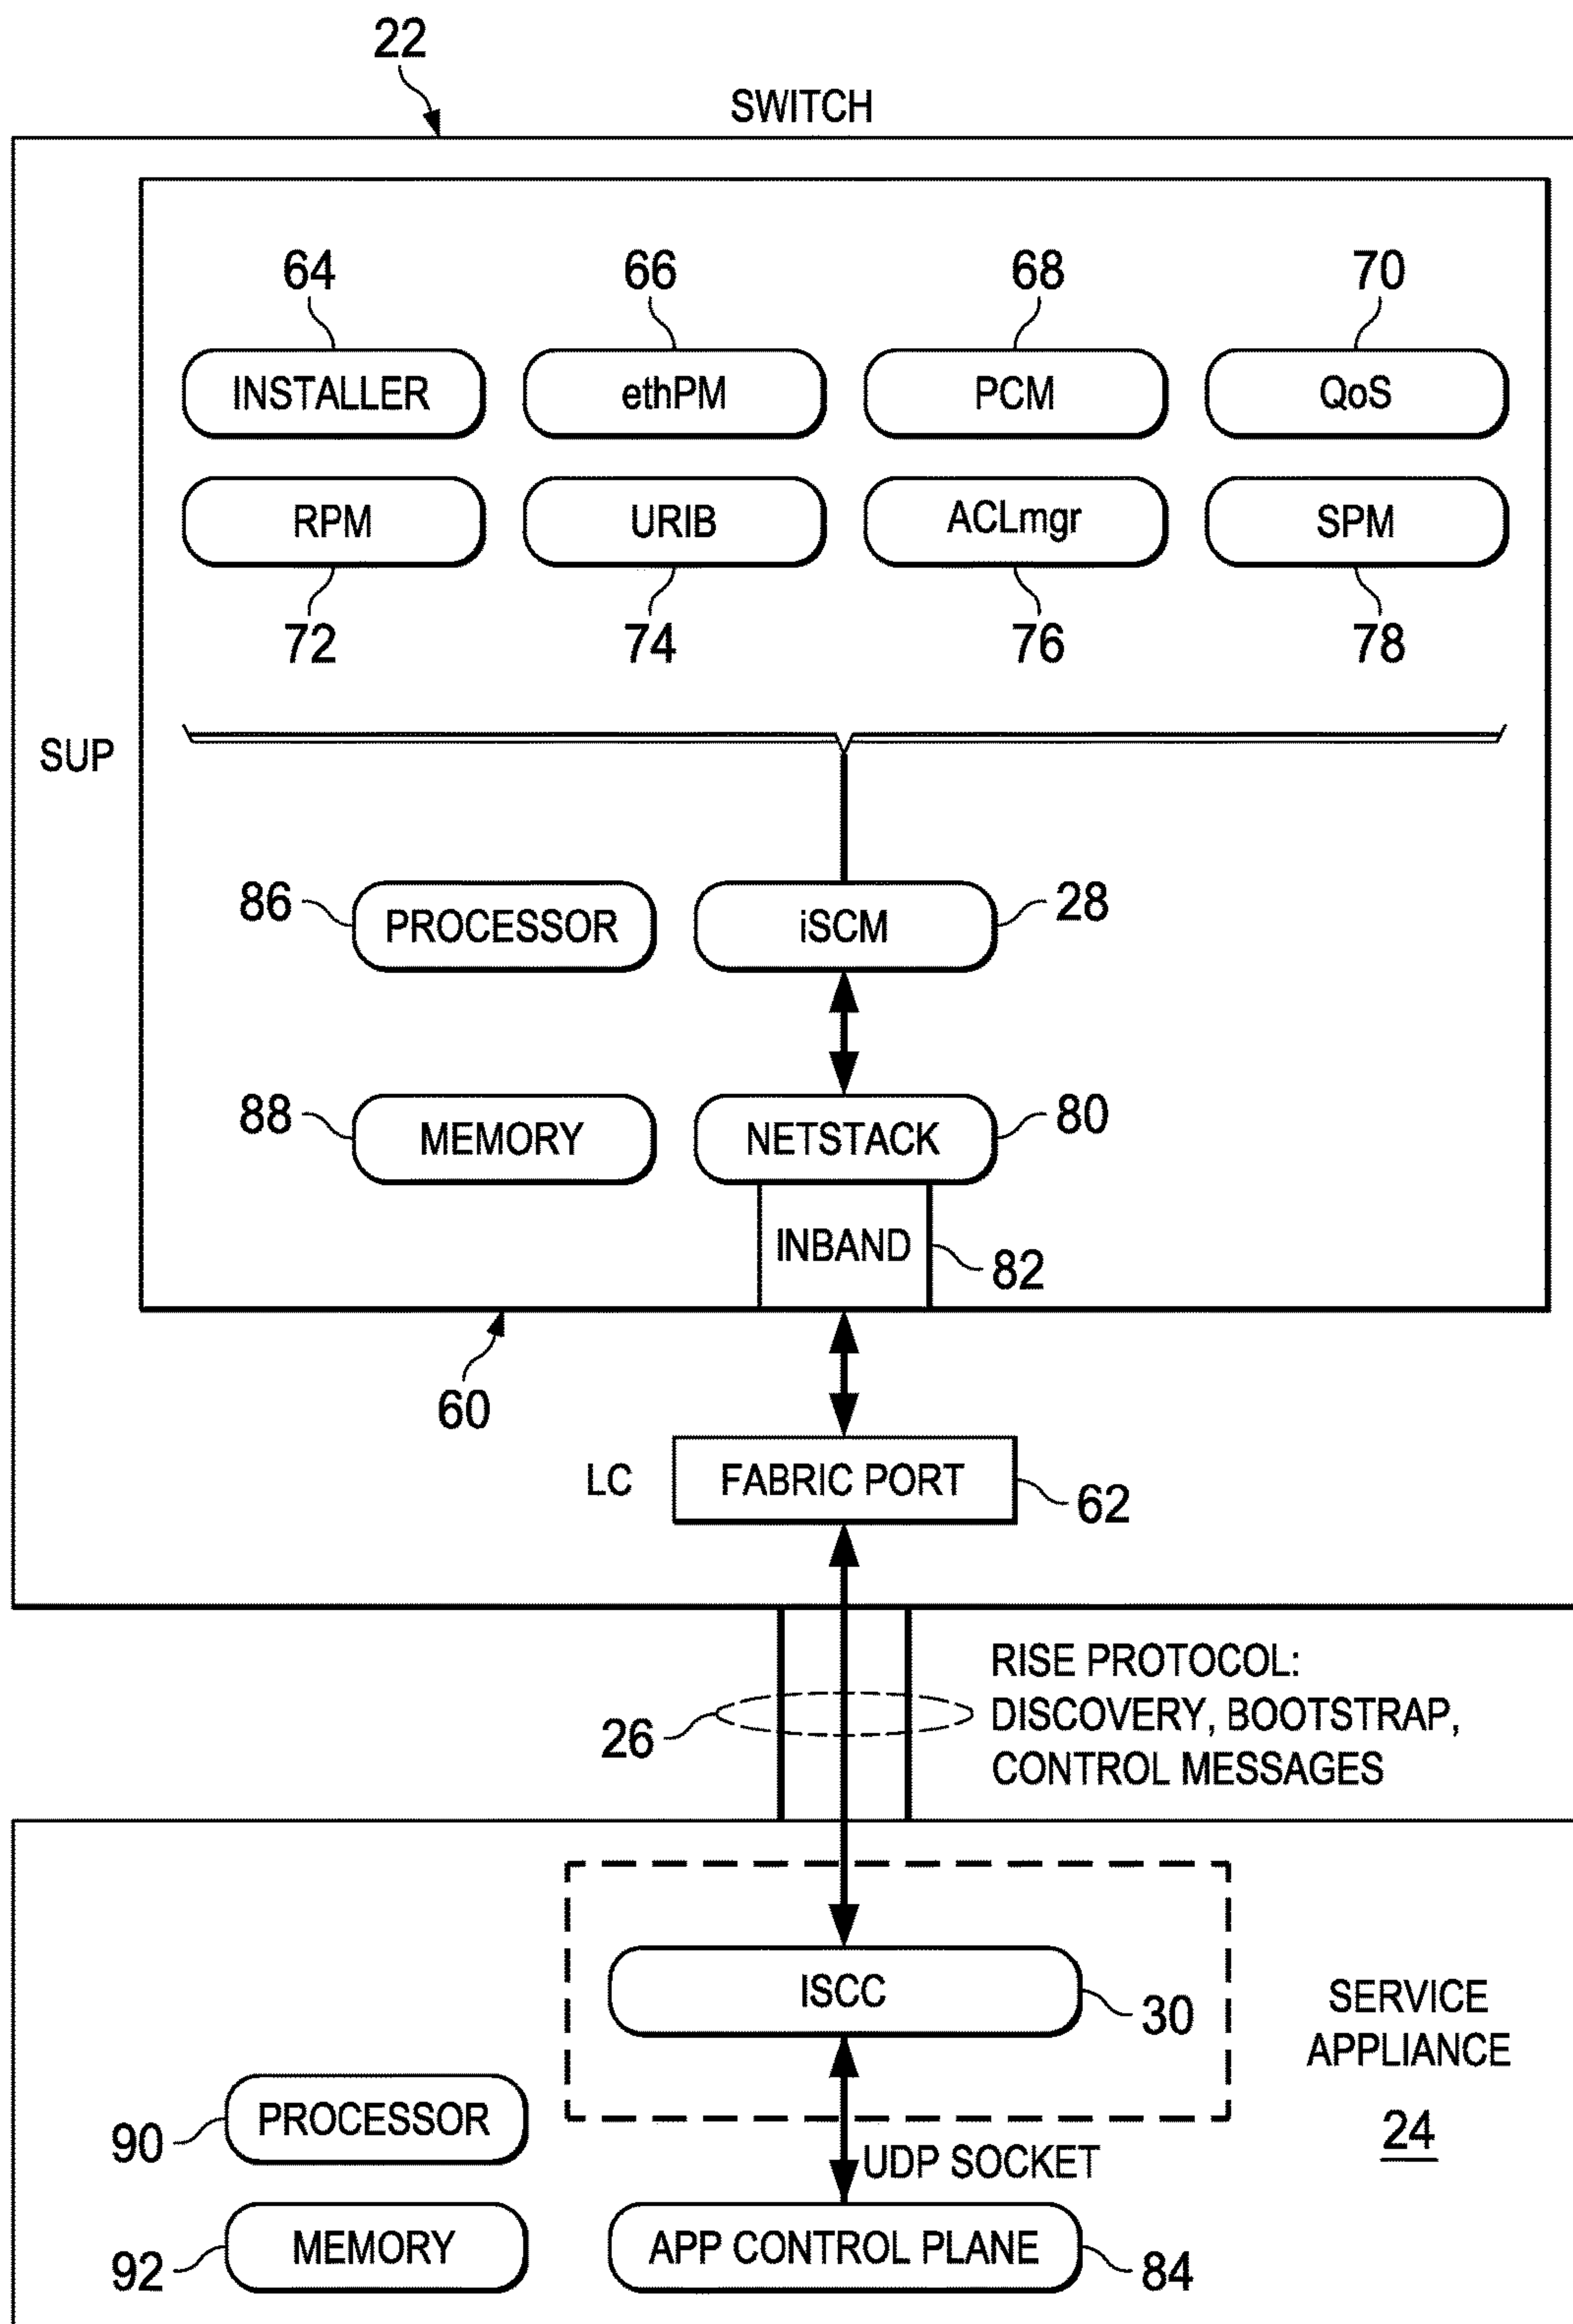 22
SWITCH
64 66 68 70
INSTALLER ethPM PCM QoS
RPM URIB ACLmgr SPM
72 74 76 78
SUP
86 PROCESSOR iSCM 28
88 MEMORY NETSTACK 80
INBAND 82
60
LC FABRIC PORT 62
RISE PROTOCOL:
DISCOVERY, BOOTSTRAP,
CONTROL MESSAGES
26
ISCC 30
SERVICE
APPLIANCE
24
90 PROCESSOR
UDP SOCKET
92 MEMORY APP CONTROL PLANE 84